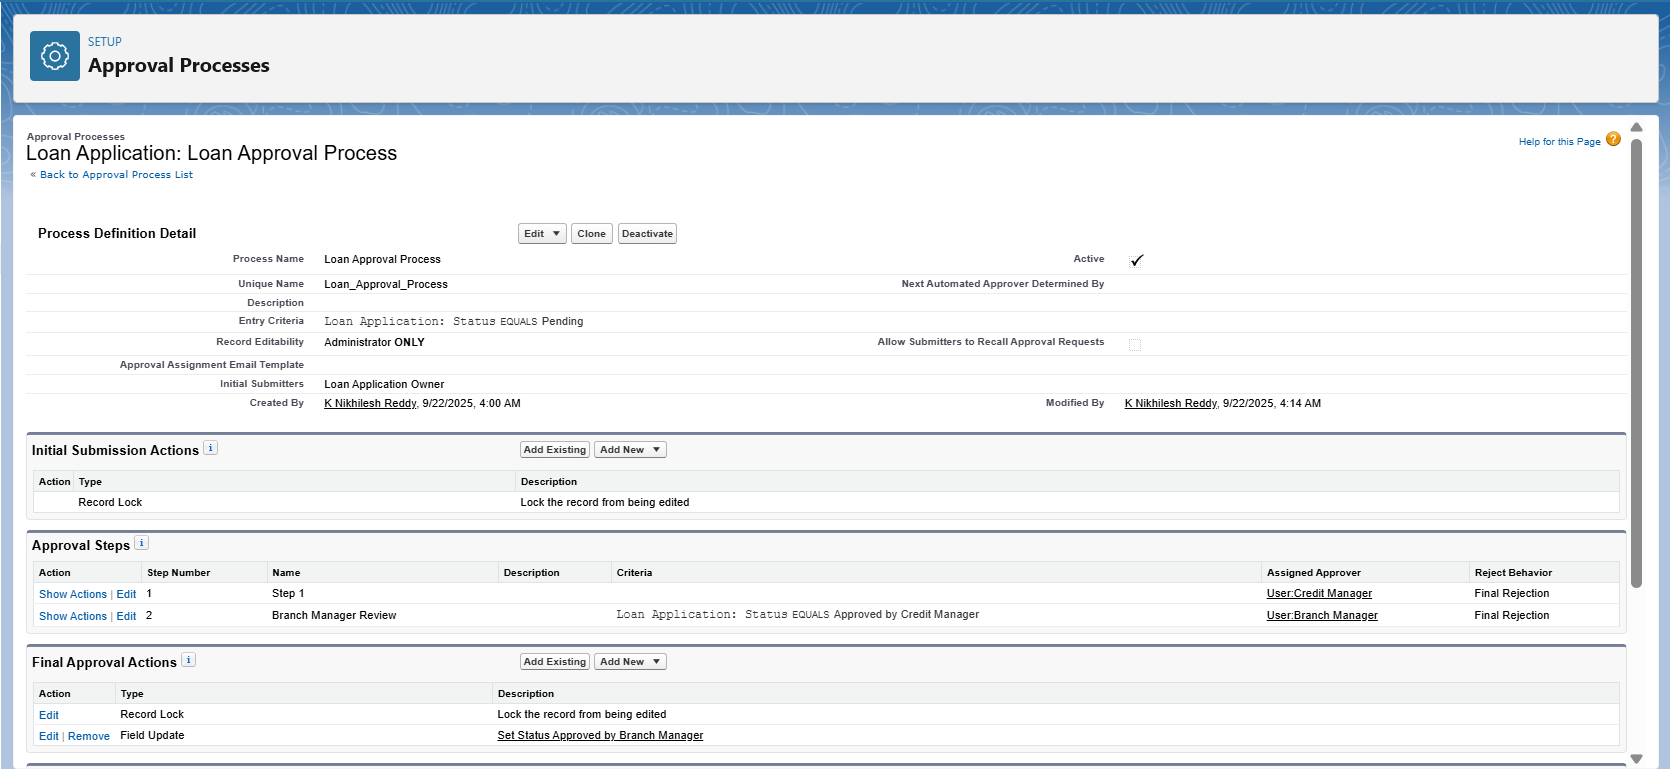 SETUP
Approval Processes
Approval Processes
Loan Application: Loan Approval Process
Help for this Page ?
« Back to Approval Process List
Process Definition Detail Edit Clone Deactivate
Process Name Loan Approval Process Active ✓
Unique Name Loan_Approval_Process Next Automated Approver Determined By
Description
Entry Criteria Loan Application: Status EQUALS Pending
Record Editability Administrator ONLY Allow Submitters to Recall Approval Requests
Approval Assignment Email Template
Initial Submitters Loan Application Owner
Created By K Nikhilesh Reddy, 9/22/2025, 4:00 AM Modified By K Nikhilesh Reddy, 9/22/2025, 4:14 AM
Initial Submission Actions i Add Existing Add New
Action Type Description
Record Lock Lock the record from being edited
Approval Steps i
Action Step Number Name Description Criteria Assigned Approver Reject Behavior
Show Actions | Edit 1 Step 1 User:Credit Manager Final Rejection
Show Actions | Edit 2 Branch Manager Review Loan Application: Status EQUALS Approved by Credit Manager User:Branch Manager Final Rejection
Final Approval Actions i Add Existing Add New
Action Type Description
Edit Record Lock Lock the record from being edited
Edit | Remove Field Update Set Status Approved by Branch Manager